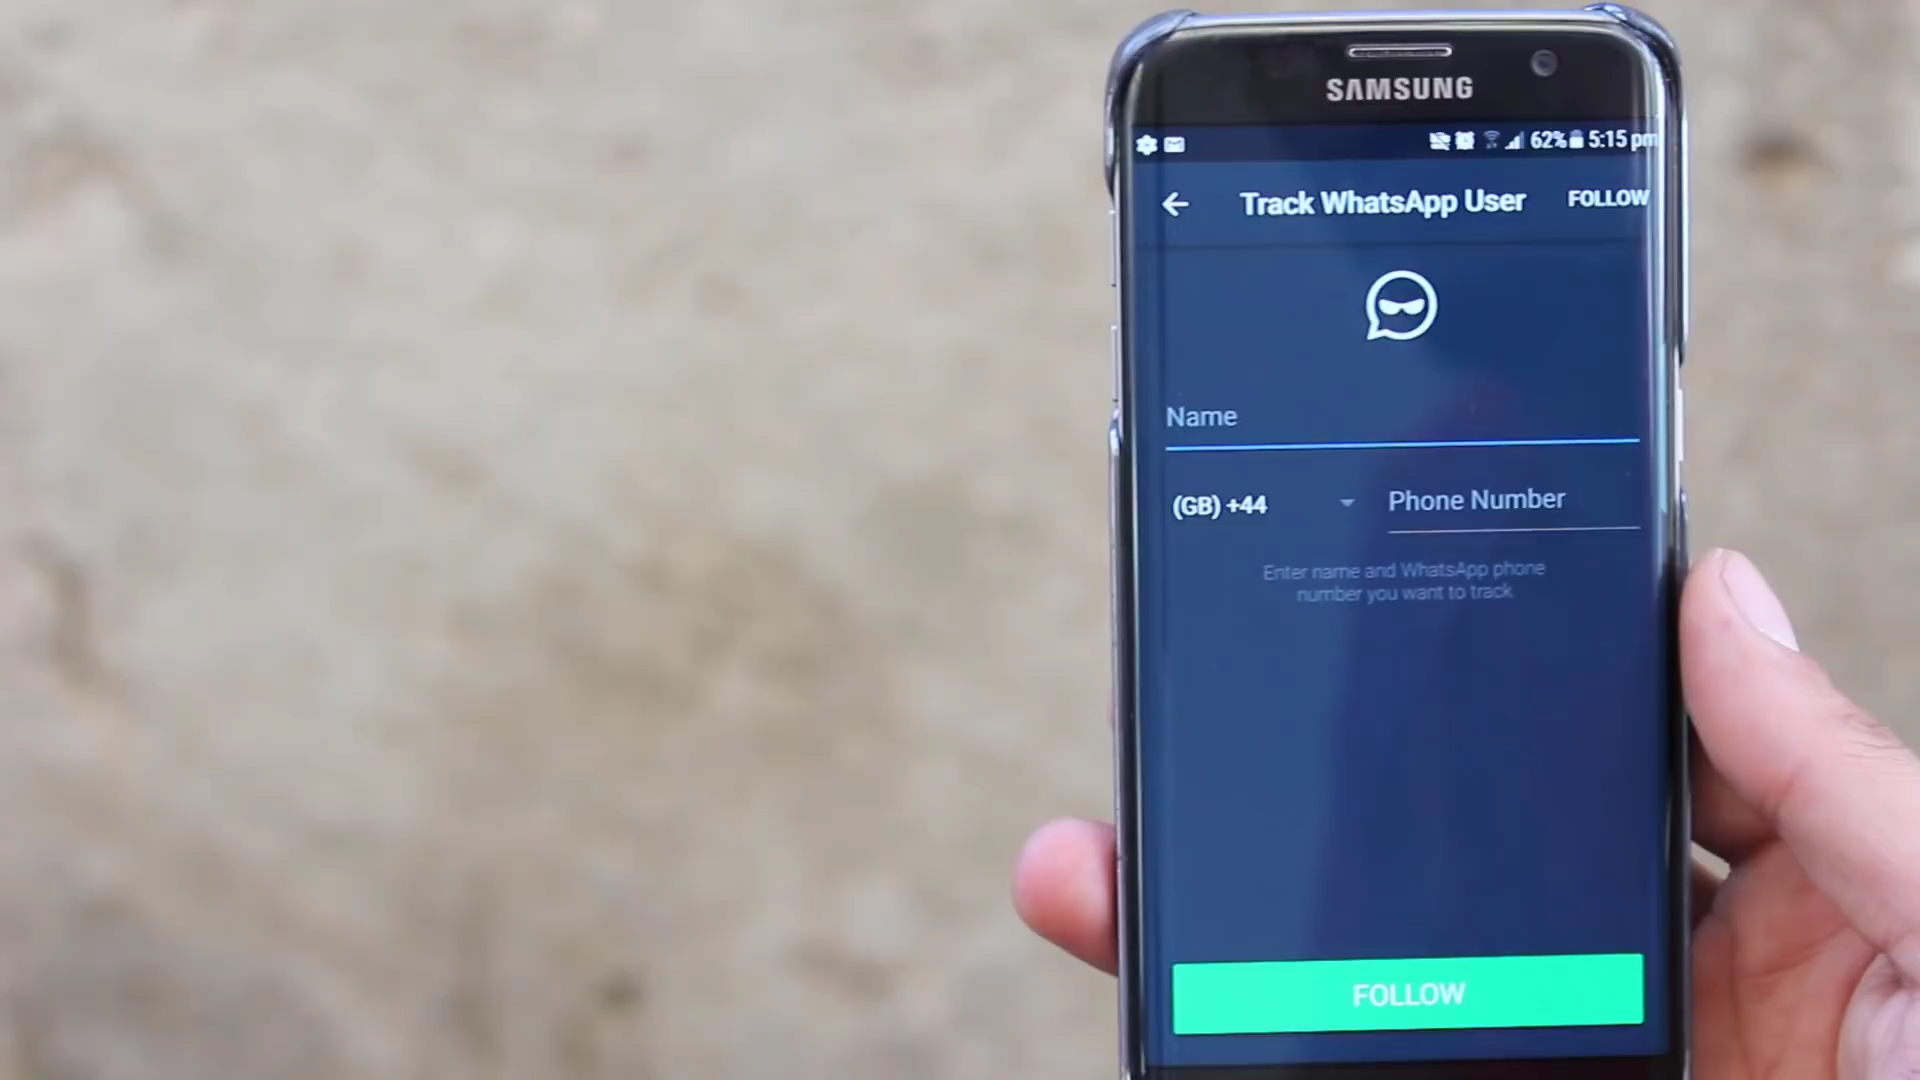 SAMSUNG
62% 5:15 pm
Track WhatsApp User FOLLOW
Name
(GB) +44 Phone Number
Enter name and WhatsApp phone
number you want to track
FOLLOW